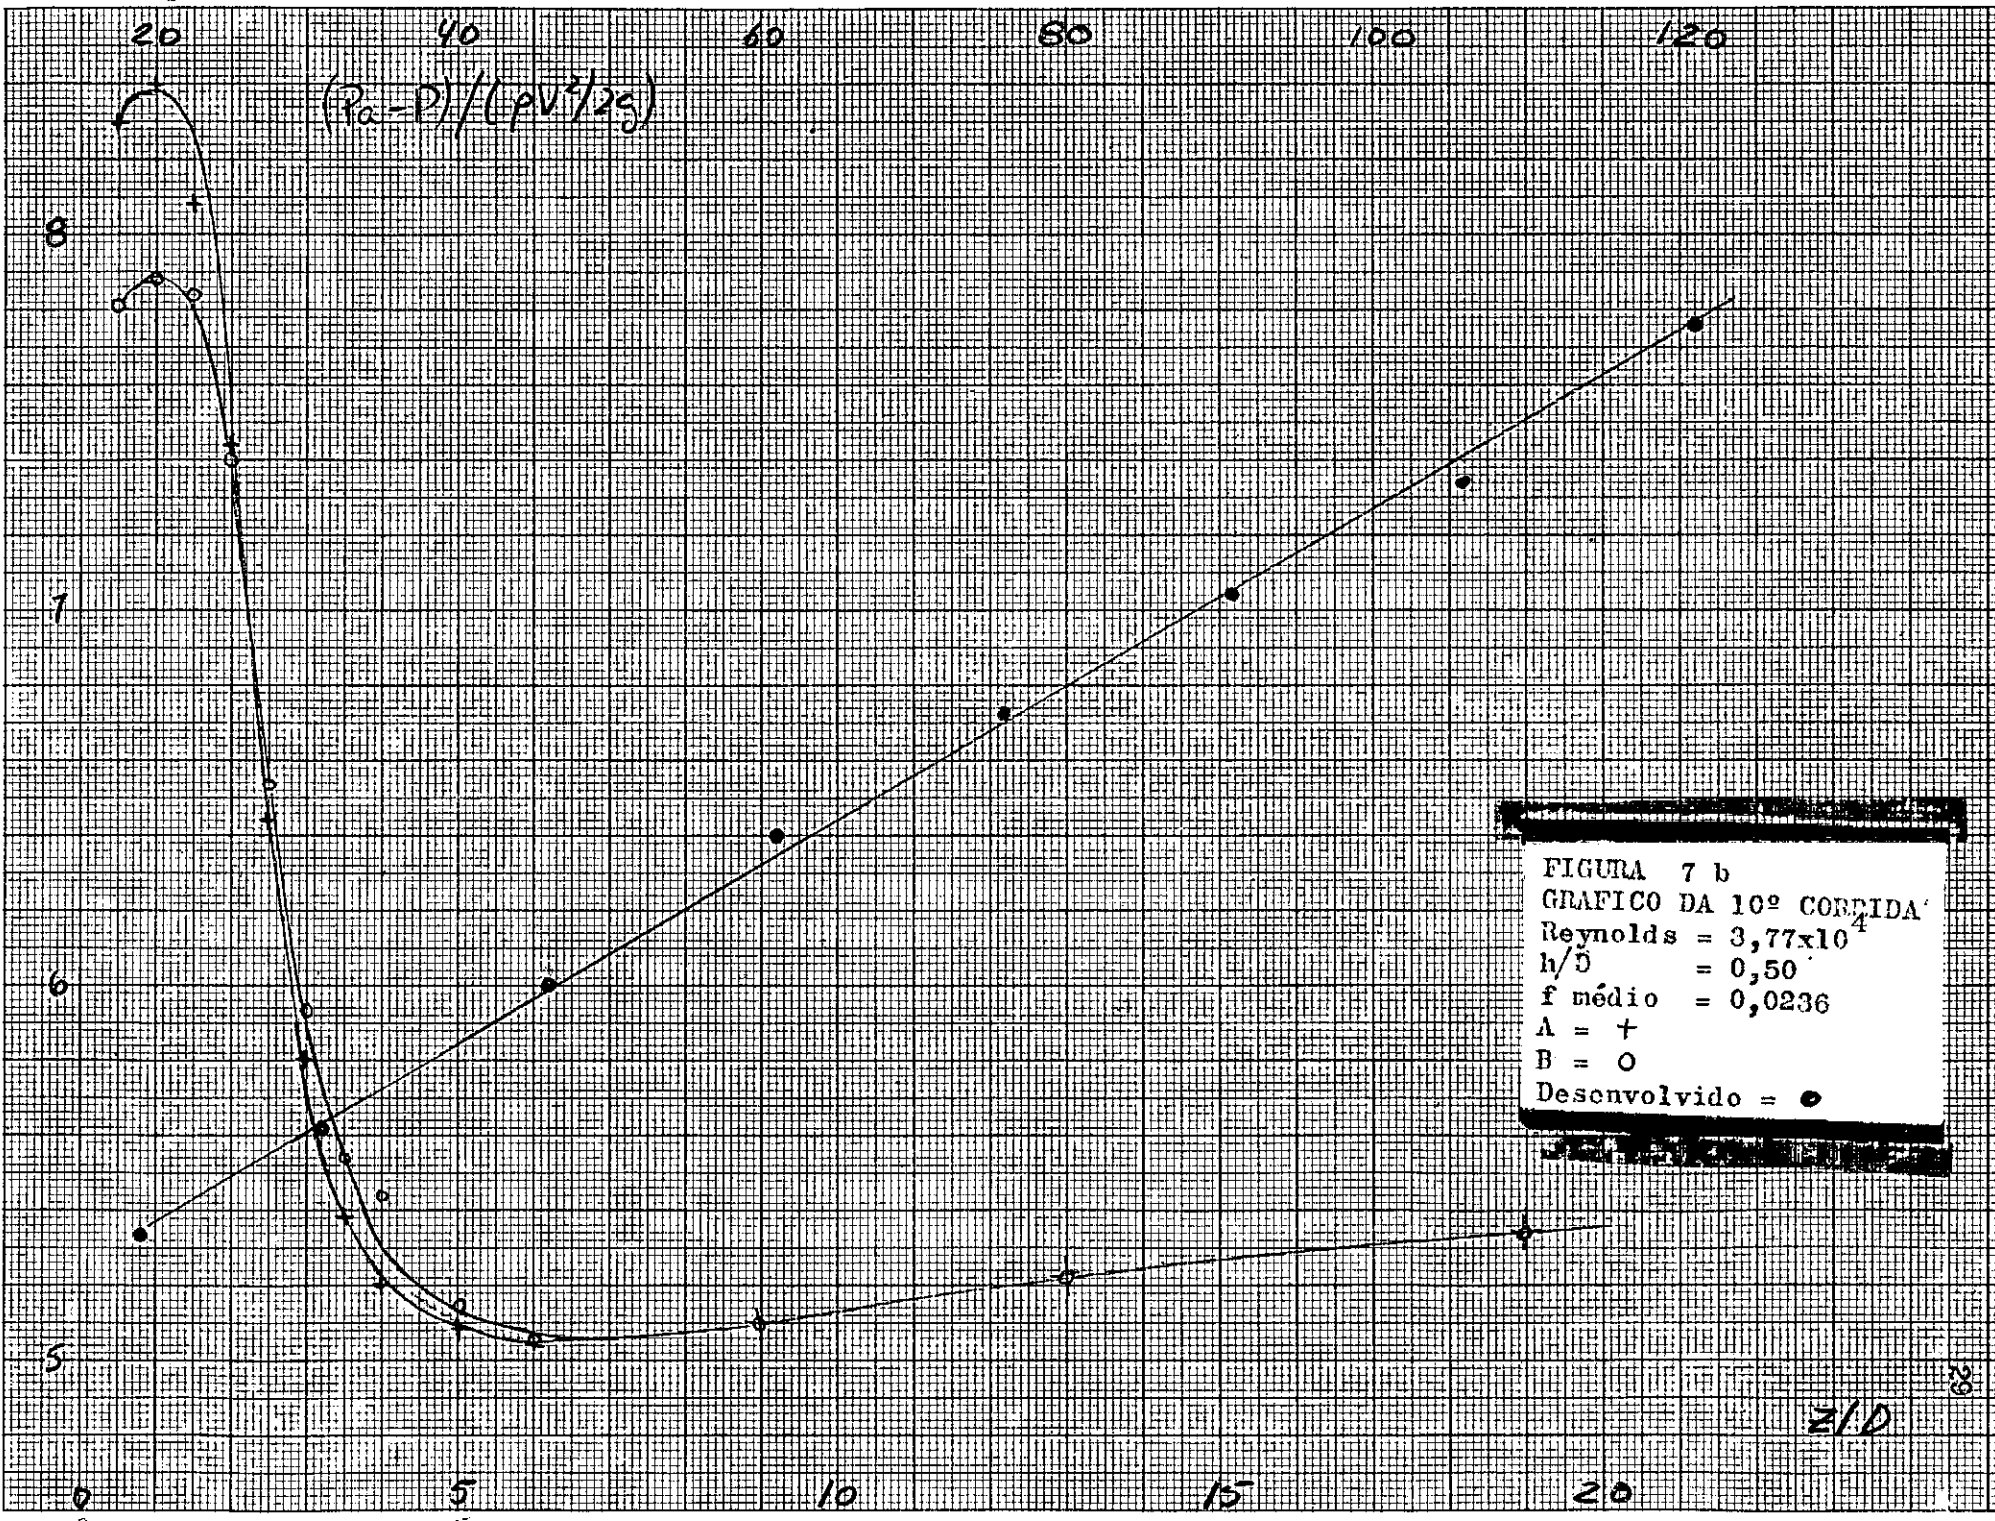 20 40 60 80 100 120
(Pa-P)/(ρV²/2g)
8
7
6
5
FIGURA 7 b
GRAFICO DA 10º CORRIDA
Reynolds = 3,77x10⁴
h/D = 0,50
f médio = 0,0236
A = +
B = o
Desenvolvido = ●
29
Z/D
0 5 10 15 20